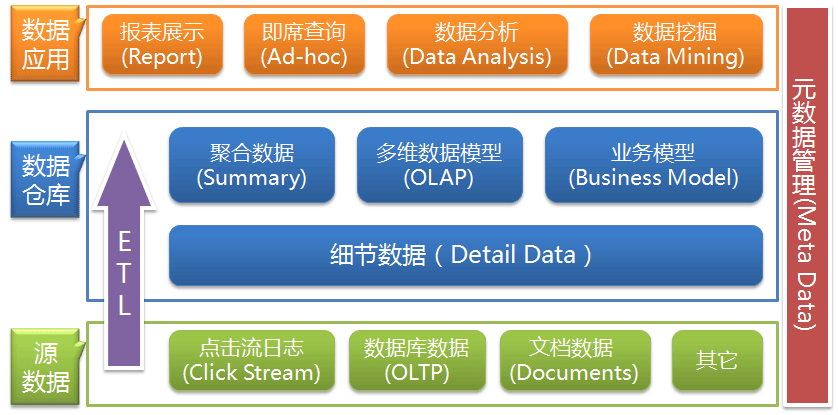 数据
应用
报表展示
(Report)
即席查询
(Ad-hoc)
数据分析
(Data Analysis)
数据挖掘
(Data Mining)
数据
仓库
ETL
聚合数据
(Summary)
多维数据模型
(OLAP)
业务模型
(Business Model)
细节数据（Detail Data）
源
数据
点击流日志
(Click Stream)
数据库数据
(OLTP)
文档数据
(Documents)
其它
元数据管理(Meta Data)